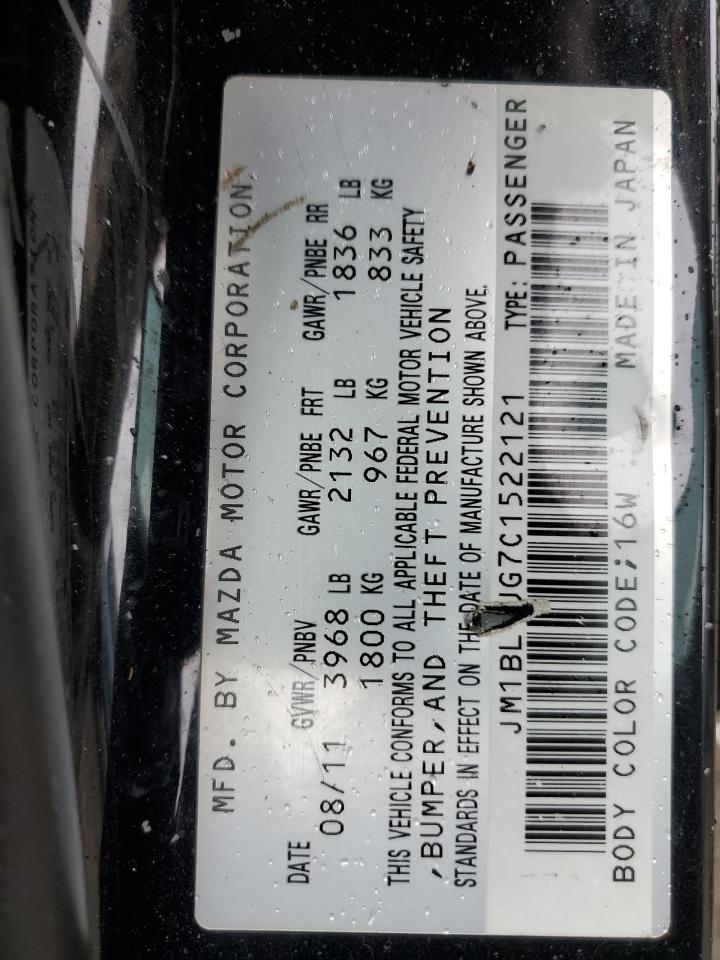 MFD. BY MAZDA MOTOR CORPORATION
DATE GVWR/PNBV GAWR/PNBE FRT GAWR/PNBE RR
08/11 3968 LB 2132 LB 1836 LB
1800 KG 967 KG 833 KG
THIS VEHICLE CONFORMS TO ALL APPLICABLE FEDERAL MOTOR VEHICLE SAFETY
,BUMPER,AND THEFT PREVENTION
STANDARDS IN EFFECT ON THE DATE OF MANUFACTURE SHOWN ABOVE.
JM1BL UG7C1522121 TYPE: PASSENGER
BODY COLOR CODE;16W MADE IN JAPAN